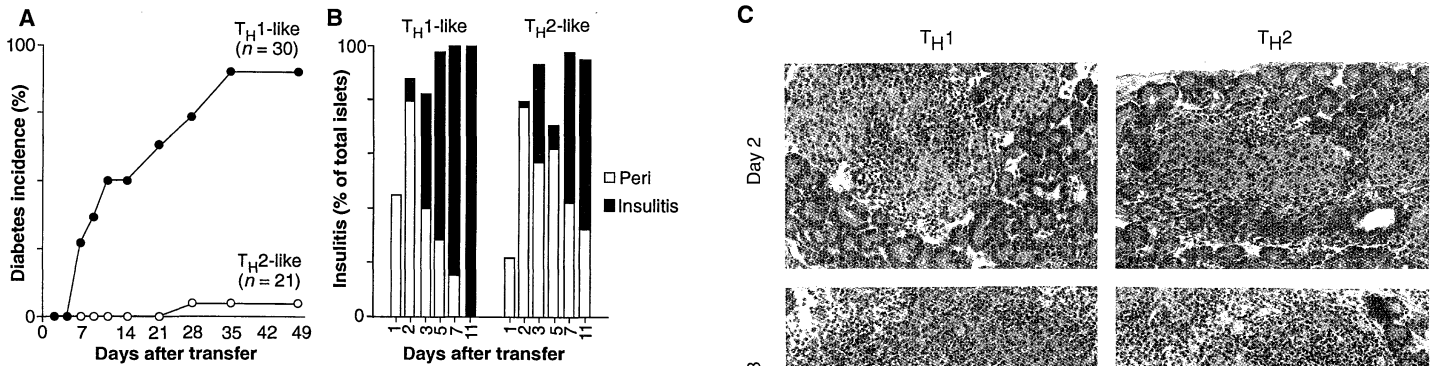 A
TH1-like
(n = 30)
100
Diabetes incidence (%)
TH2-like
(n = 21)
0
0 7 14 21 28 35 42 49
Days after transfer
B
TH1-like TH2-like
100
Insulitis (% of total islets)
Peri
Insulitis
0
1 2 3 5 7 11 1 2 3 5 7 11
Days after transfer
C
TH1 TH2
Day 2